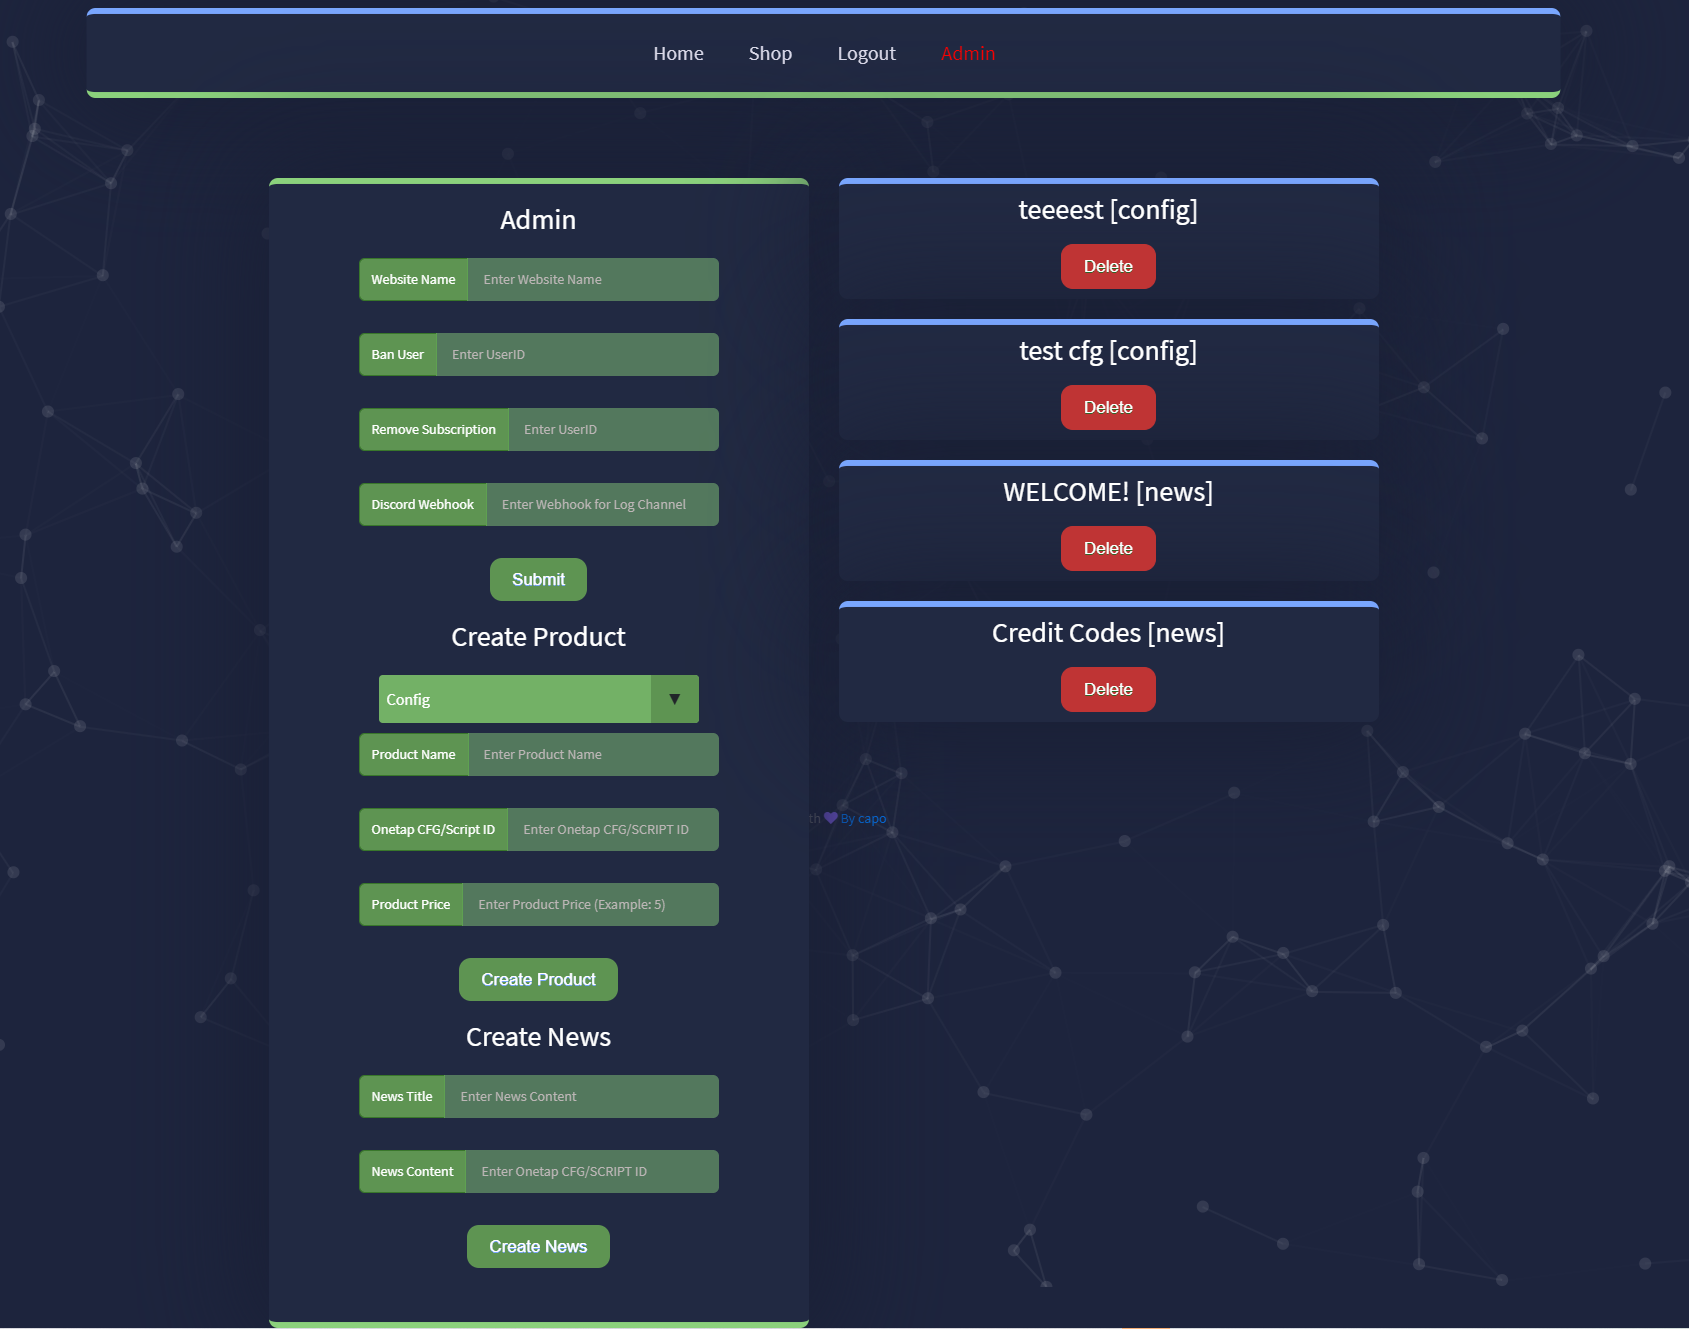 Home Shop Logout Admin
Admin
Website Name Enter Website Name
Ban User Enter UserID
Remove Subscription Enter UserID
Discord Webhook Enter Webhook for Log Channel
Submit
Create Product
Config ▼
Product Name Enter Product Name
Onetap CFG/Script ID Enter Onetap CFG/SCRIPT ID
Product Price Enter Product Price (Example: 5)
Create Product
Create News
News Title Enter News Content
News Content Enter Onetap CFG/SCRIPT ID
Create News
teeeest [config]
Delete
test cfg [config]
Delete
WELCOME! [news]
Delete
Credit Codes [news]
Delete
th 💜 By capo